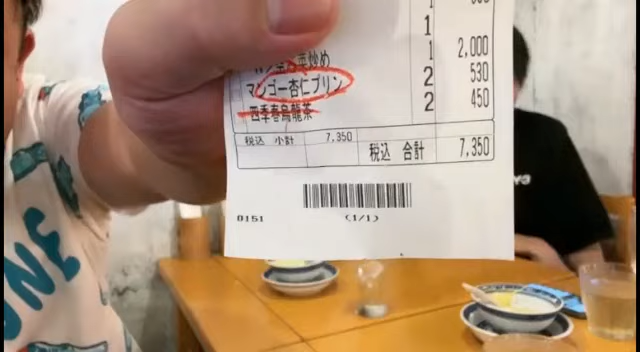 1
1
菜炒め 1 2,000
マンゴー杏仁プリン 2 530
四季春烏龍茶 2 450
税込 小計 7,350
税込 合計 7,350
0151 (1/1)